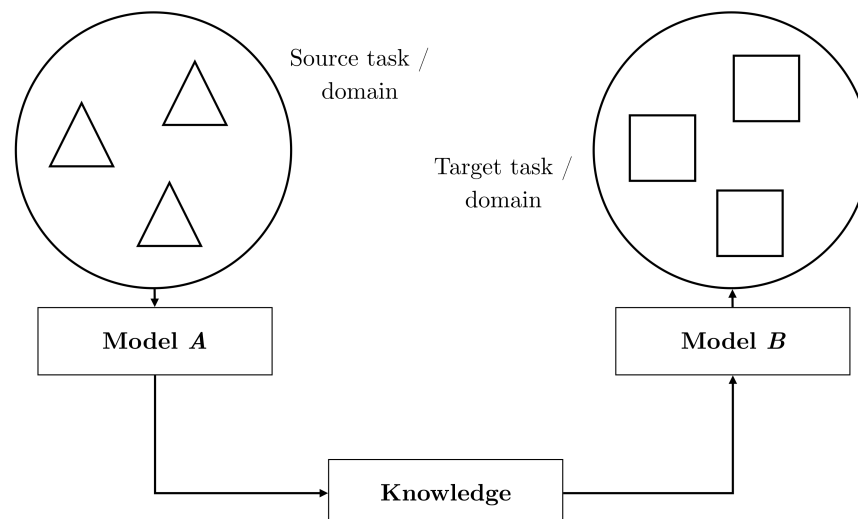 Source task /
domain
Target task /
domain
Model A
Model B
Knowledge